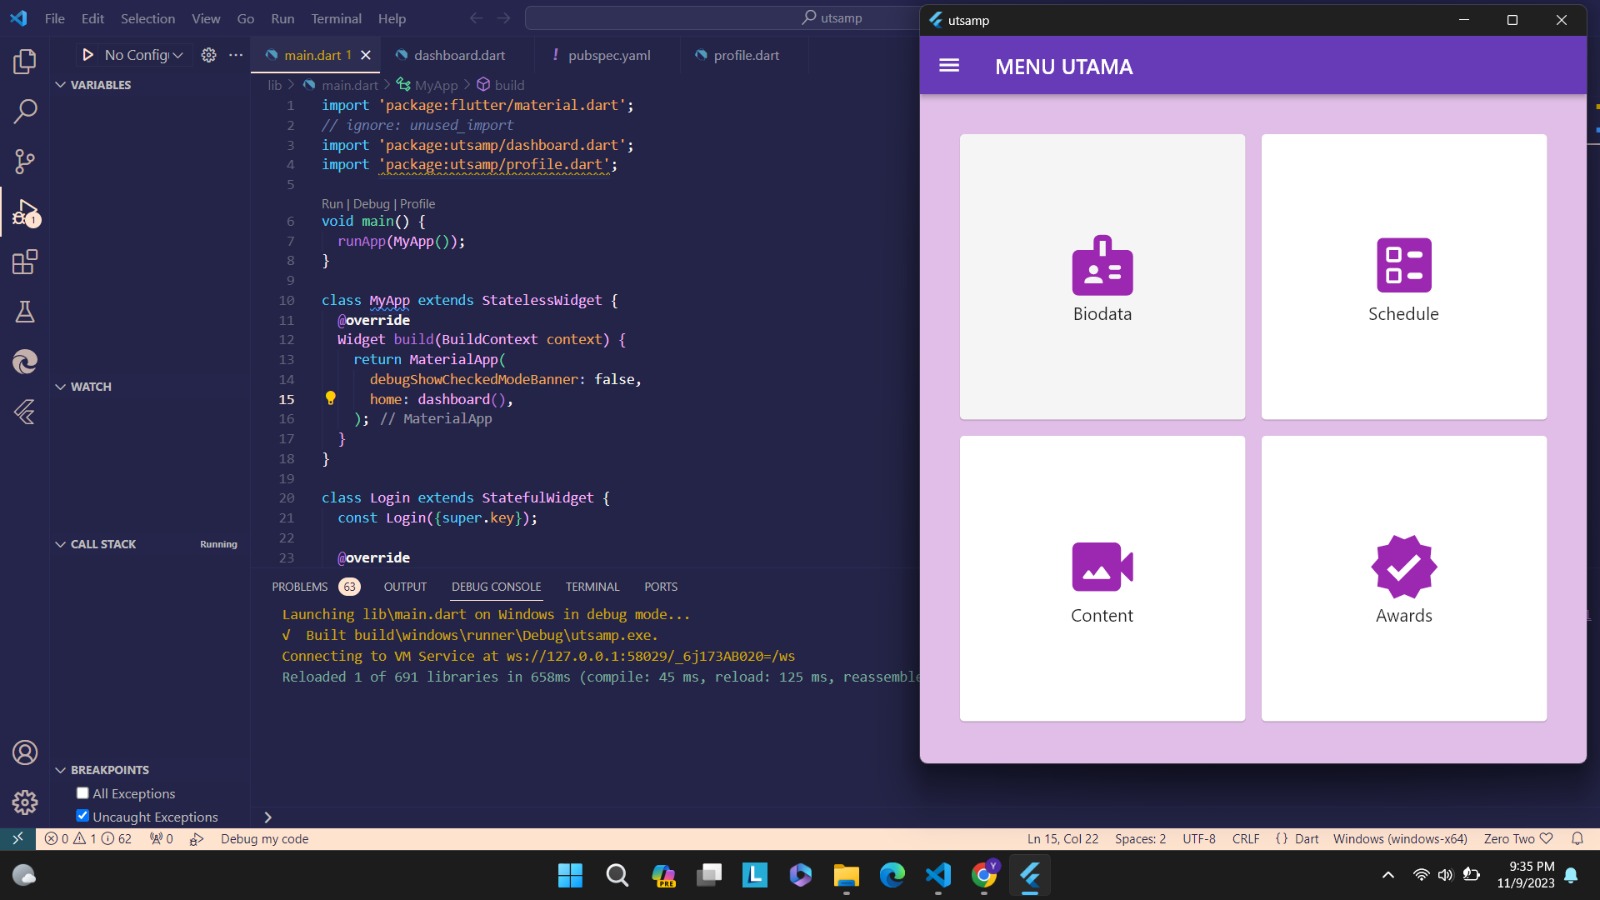 File Edit Selection View Go Run Terminal Help
utsamp
No Config
main.dart 1
dashboard.dart
pubspec.yaml
profile.dart
VARIABLES
lib > main.dart > MyApp > build
1 import 'package:flutter/material.dart';
2 // ignore: unused_import
3 import 'package:utsamp/dashboard.dart';
4 import 'package:utsamp/profile.dart';
5
Run | Debug | Profile
6 void main() {
7 runApp(MyApp());
8 }
9
10 class MyApp extends StatelessWidget {
11 @override
12 Widget build(BuildContext context) {
13 return MaterialApp(
14 debugShowCheckedModeBanner: false,
15 home: dashboard(),
16 ); // MaterialApp
17 }
18 }
19
20 class Login extends StatefulWidget {
21 const Login({super.key});
22
23 @override
WATCH
CALL STACK Running
BREAKPOINTS
All Exceptions
Uncaught Exceptions
PROBLEMS 63 OUTPUT DEBUG CONSOLE TERMINAL PORTS
Launching lib\main.dart on Windows in debug mode...
√ Built build\windows\runner\Debug\utsamp.exe.
Connecting to VM Service at ws://127.0.0.1:58029/_6j173AB020=/ws
Reloaded 1 of 691 libraries in 658ms (compile: 45 ms, reload: 125 ms, reassemble
utsamp
MENU UTAMA
Biodata
Schedule
Content
Awards
1
0 1 62 0 Debug my code
Ln 15, Col 22 Spaces: 2 UTF-8 CRLF {} Dart Windows (windows-x64) Zero Two
PRE
L
Y
9:35 PM
11/9/2023